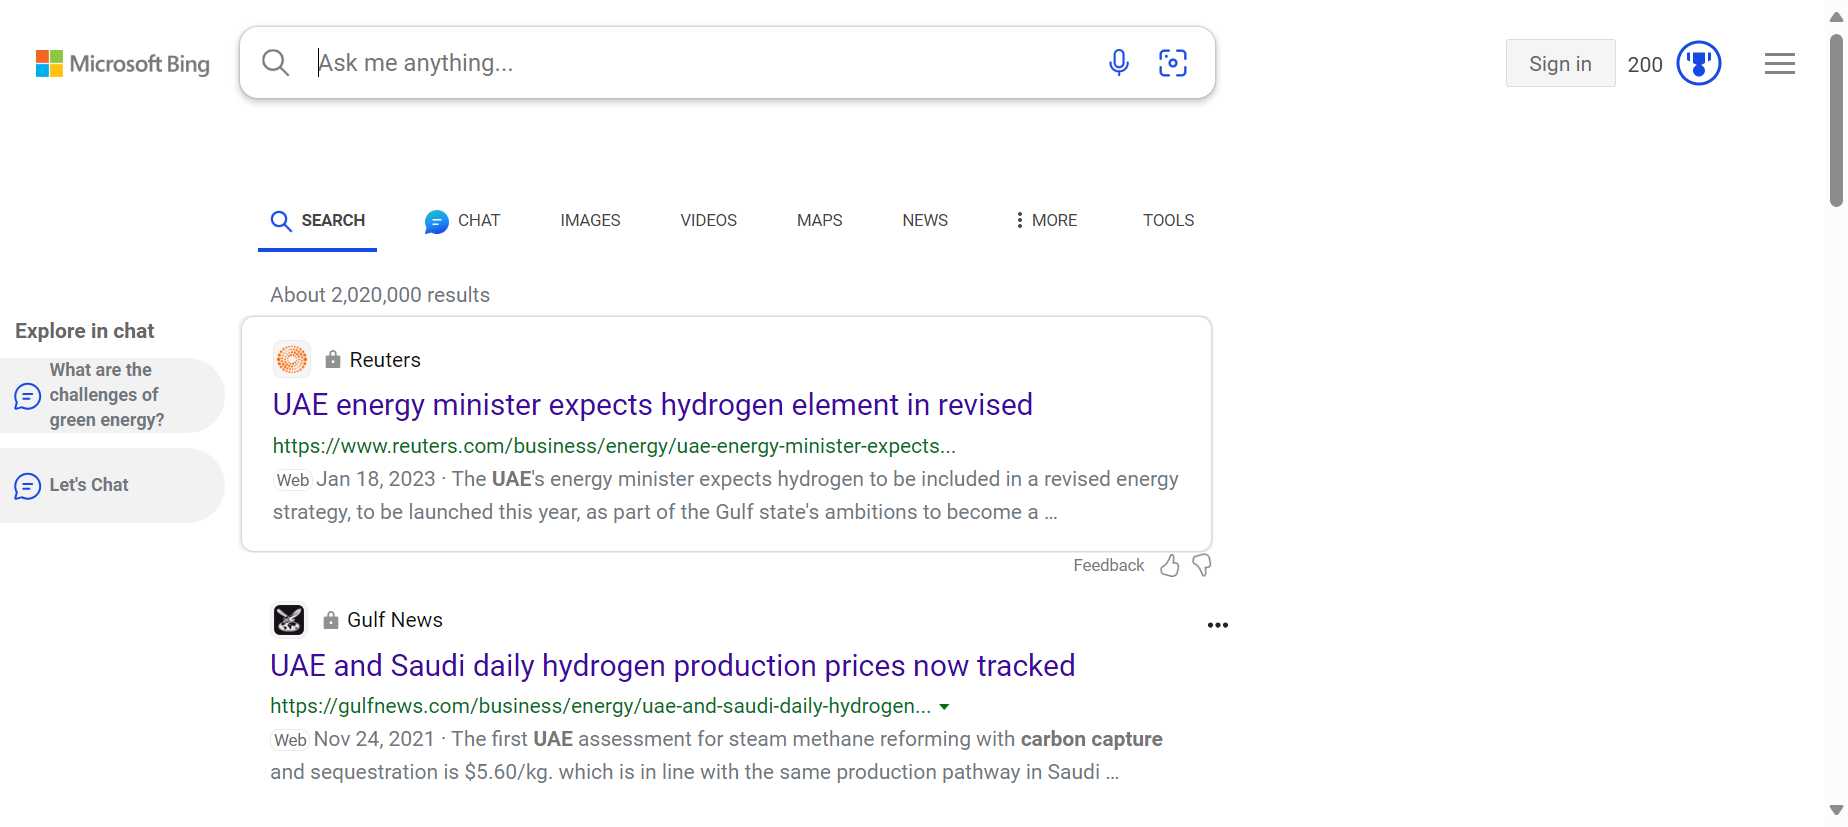 Microsoft Bing
Ask me anything...
Sign in
200
SEARCH
CHAT
IMAGES
VIDEOS
MAPS
NEWS
MORE
TOOLS
About 2,020,000 results
Explore in chat
What are the
challenges of
green energy?
Let's Chat
Reuters
UAE energy minister expects hydrogen element in revised
https://www.reuters.com/business/energy/uae-energy-minister-expects...
Web Jan 18, 2023 · The UAE's energy minister expects hydrogen to be included in a revised energy
strategy, to be launched this year, as part of the Gulf state's ambitions to become a ...
Feedback
Gulf News
UAE and Saudi daily hydrogen production prices now tracked
https://gulfnews.com/business/energy/uae-and-saudi-daily-hydrogen...
Web Nov 24, 2021 · The first UAE assessment for steam methane reforming with carbon capture
and sequestration is $5.60/kg. which is in line with the same production pathway in Saudi ...